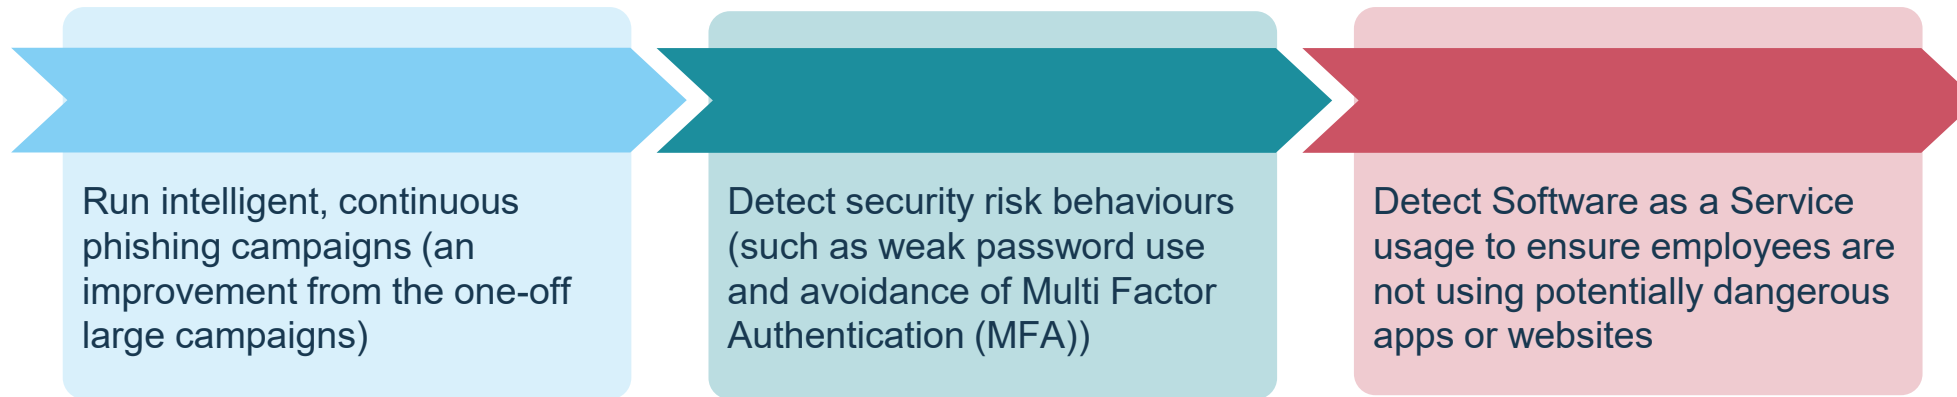 Run intelligent, continuous
phishing campaigns (an
improvement from the one-off
large campaigns)
Detect security risk behaviours
(such as weak password use
and avoidance of Multi Factor
Authentication (MFA))
Detect Software as a Service
usage to ensure employees are
not using potentially dangerous
apps or websites